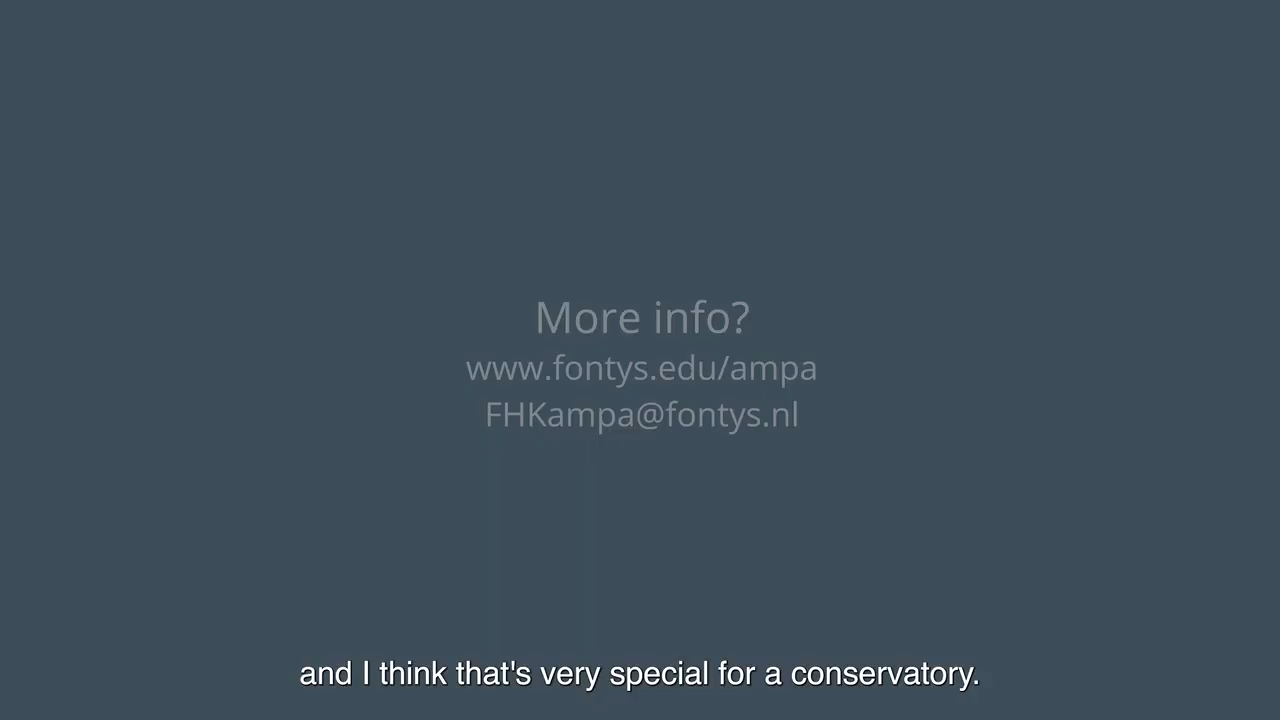 More info?
www.fontys.edu/ampa
FHKampa@fontys.nl
and I think that's very special for a conservatory.